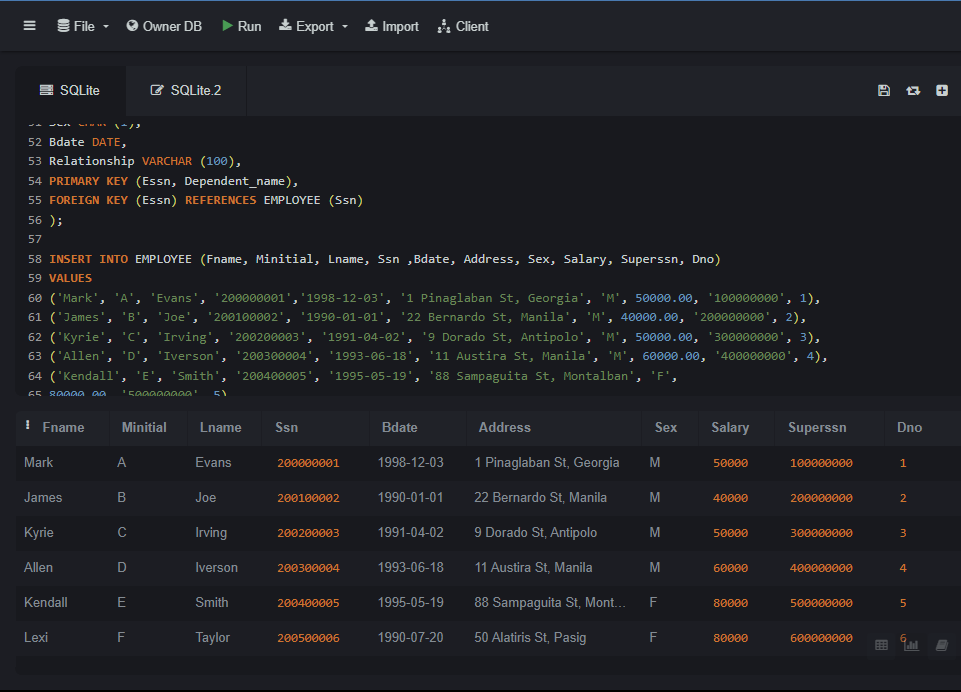 File Owner DB Run Export Import Client
SQLite SQLite.2
51 Sex CHAR (1),
52 Bdate DATE,
53 Relationship VARCHAR (100),
54 PRIMARY KEY (Essn, Dependent_name),
55 FOREIGN KEY (Essn) REFERENCES EMPLOYEE (Ssn)
56 );
57
58 INSERT INTO EMPLOYEE (Fname, Minitial, Lname, Ssn ,Bdate, Address, Sex, Salary, Superssn, Dno)
59 VALUES
60 ('Mark', 'A', 'Evans', '200000001','1998-12-03', '1 Pinaglaban St, Georgia', 'M', 50000.00, '100000000', 1),
61 ('James', 'B', 'Joe', '200100002', '1990-01-01', '22 Bernardo St, Manila', 'M', 40000.00, '200000000', 2),
62 ('Kyrie', 'C', 'Irving', '200200003', '1991-04-02', '9 Dorado St, Antipolo', 'M', 50000.00, '300000000', 3),
63 ('Allen', 'D', 'Iverson', '200300004', '1993-06-18', '11 Austira St, Manila', 'M', 60000.00, '400000000', 4),
64 ('Kendall', 'E', 'Smith', '200400005', '1995-05-19', '88 Sampaguita St, Montalban', 'F',
65 80000.00, '500000000', 5)
Fname Minitial Lname Ssn Bdate Address Sex Salary Superssn Dno
Mark A Evans 200000001 1998-12-03 1 Pinaglaban St, Georgia M 50000 100000000 1
James B Joe 200100002 1990-01-01 22 Bernardo St, Manila M 40000 200000000 2
Kyrie C Irving 200200003 1991-04-02 9 Dorado St, Antipolo M 50000 300000000 3
Allen D Iverson 200300004 1993-06-18 11 Austira St, Manila M 60000 400000000 4
Kendall E Smith 200400005 1995-05-19 88 Sampaguita St, Mont... F 80000 500000000 5
Lexi F Taylor 200500006 1990-07-20 50 Alatiris St, Pasig F 80000 600000000 6